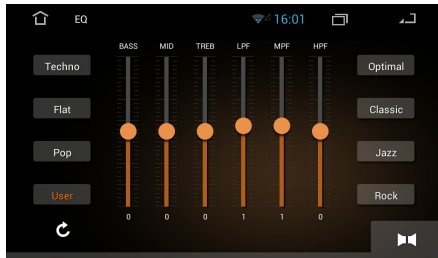 EQ 16:01
BASS MID TREB LPF MPF HPF
Techno Optimal
Flat Classic
Pop Jazz
User Rock
0 0 0 1 1 0